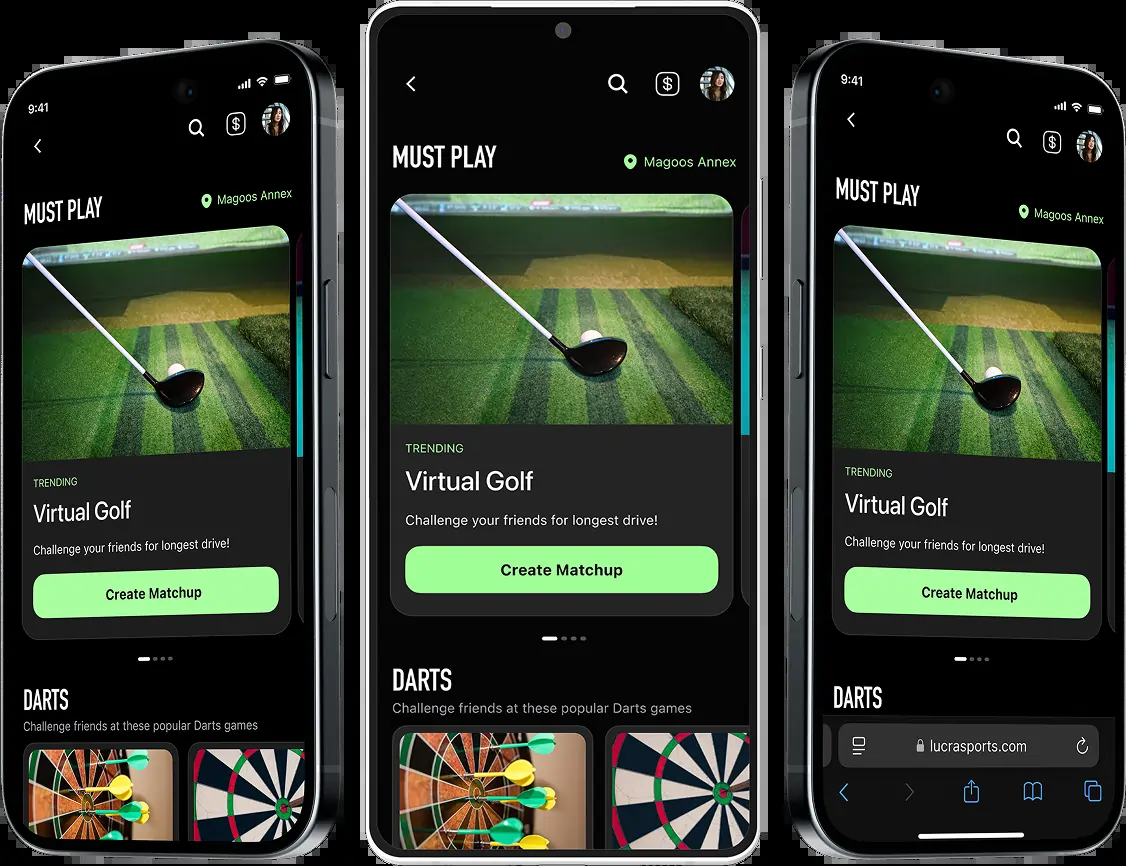 9:41
MUST PLAY
Magoos Annex
TRENDING
Virtual Golf
Challenge your friends for longest drive!
Create Matchup
DARTS
Challenge friends at these popular Darts games
$
MUST PLAY
Magoos Annex
TRENDING
Virtual Golf
Challenge your friends for longest drive!
Create Matchup
DARTS
Challenge friends at these popular Darts games
9:41
$
MUST PLAY
Magoos Annex
TRENDING
Virtual Golf
Challenge your friends for longest drive!
Create Matchup
DARTS
lucrasports.com